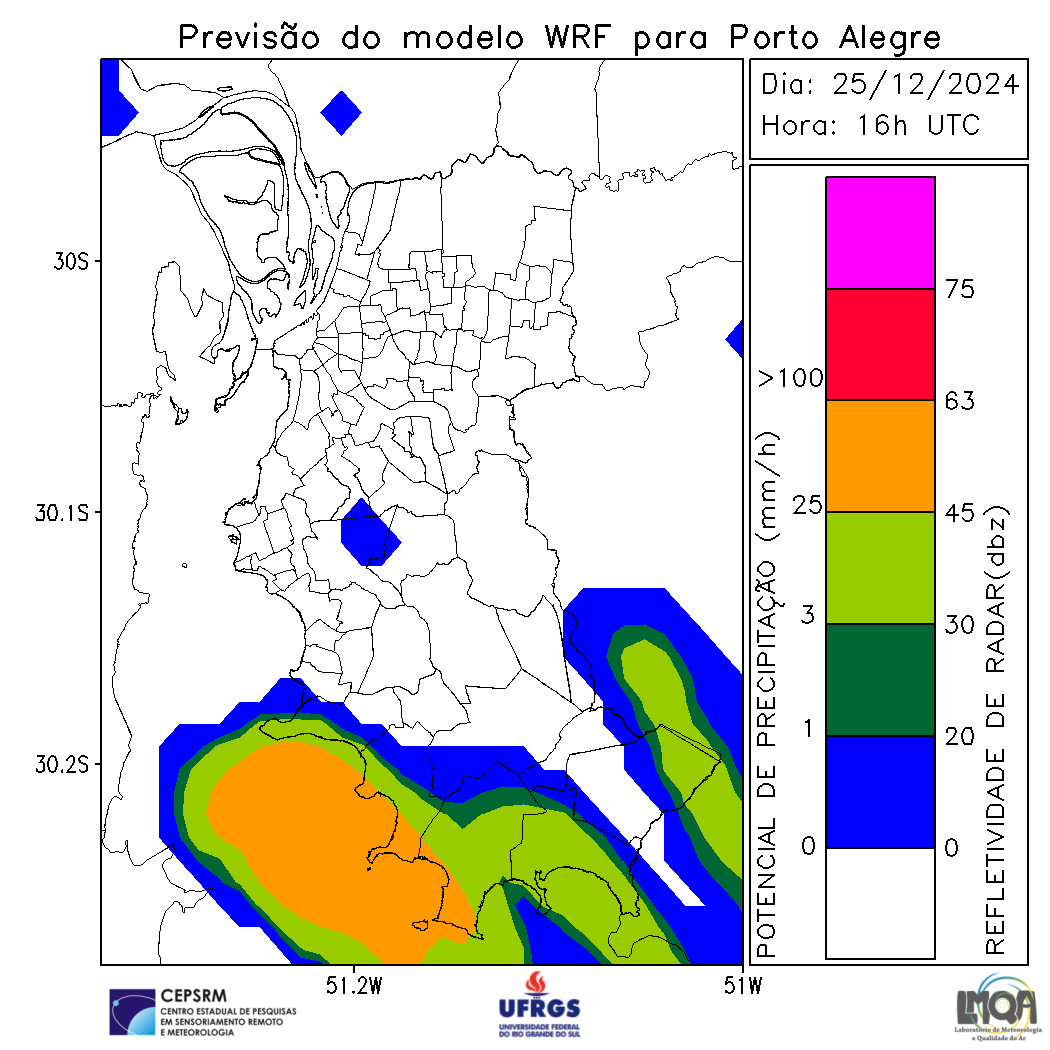 Previsão do modelo WRF para Porto Alegre
Dia: 25/12/2024
Hora: 16h UTC
30S
30.1S
30.2S
51.2W
51W
POTENCIAL DE PRECIPITAÇÃO (mm/h)
>100
25
3
1
0
75
63
45
30
20
0
REFLETIVIDADE DE RADAR(dbz)
CEPSRM
CENTRO ESTADUAL DE PESQUISAS
EM SENSORIAMENTO REMOTO
E METEOROLOGIA
UFRGS
UNIVERSIDADE FEDERAL
DO RIO GRANDE DO SUL
LMQA
Laboratório de Meteorologia
e Qualidade do Ar